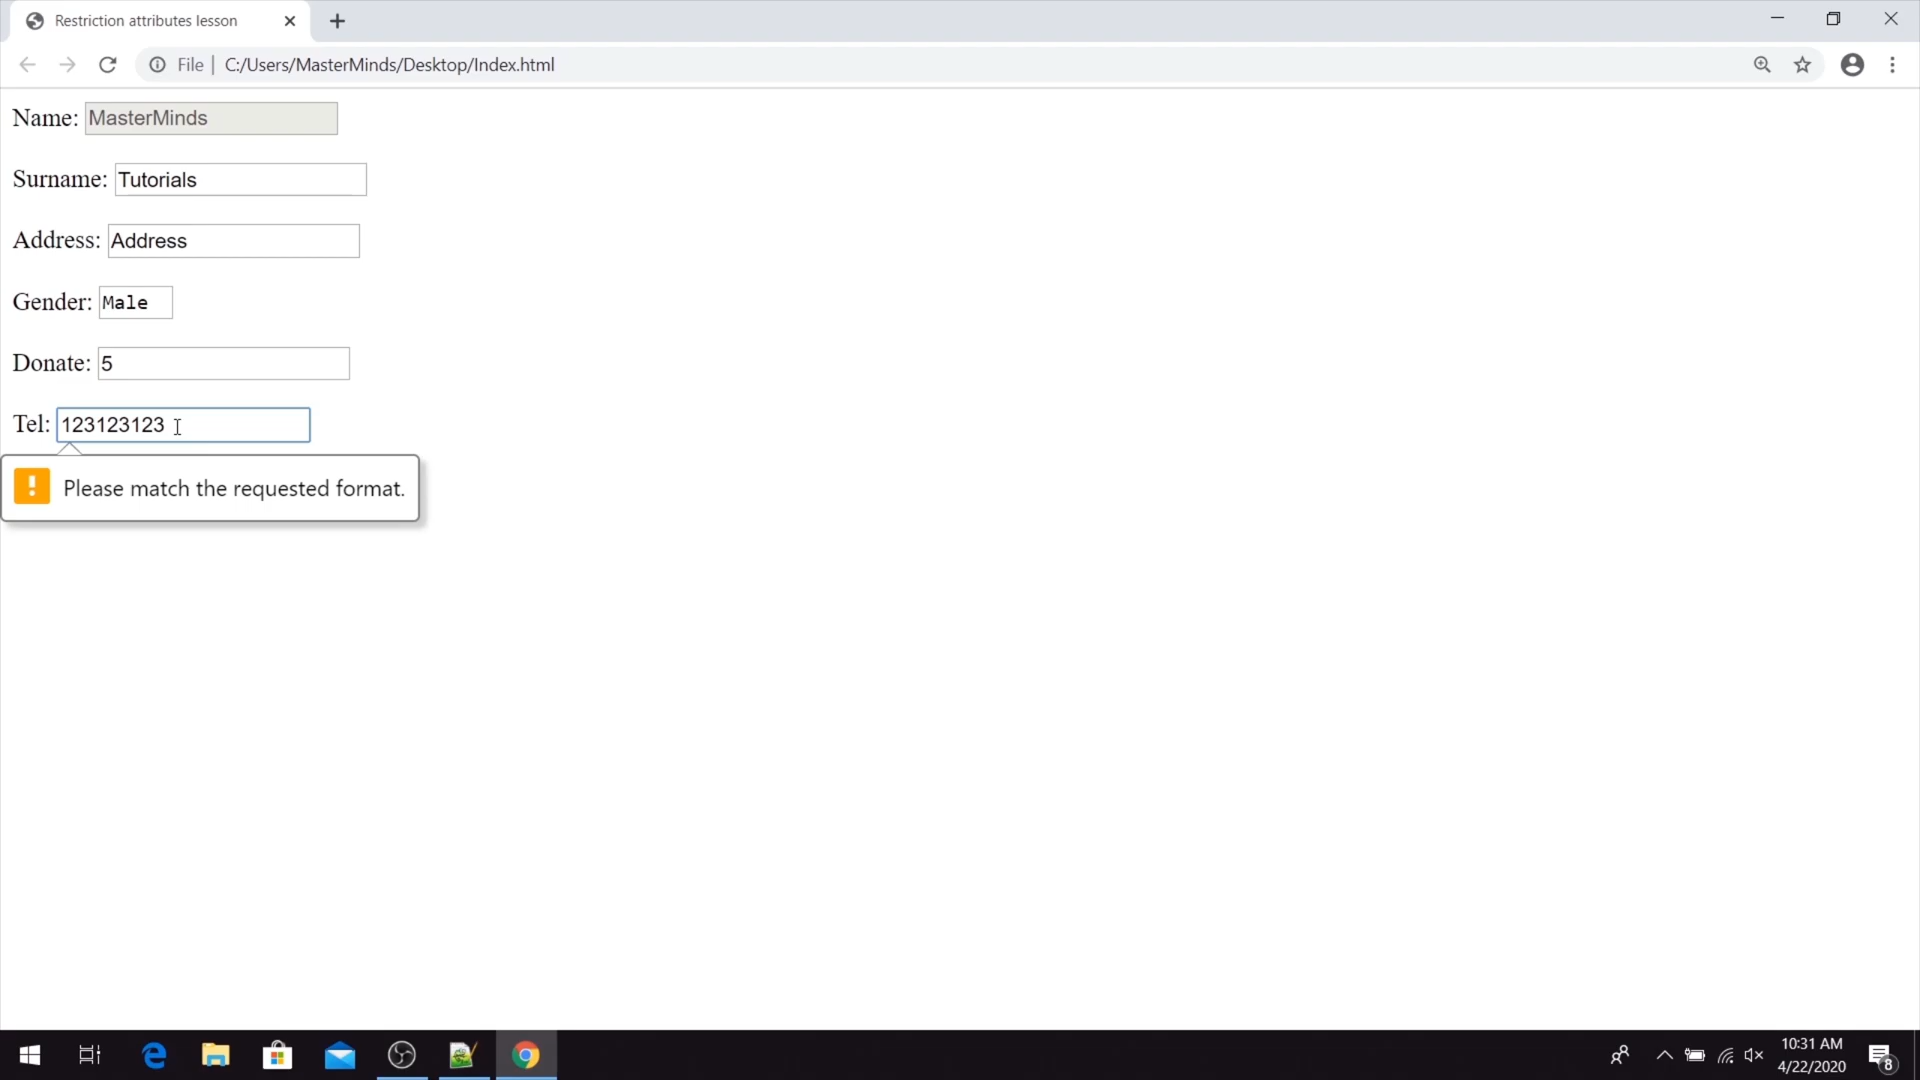 Restriction attributes lesson
File | C:/Users/MasterMinds/Desktop/Index.html
Name: MasterMinds
Surname: Tutorials
Address: Address
Gender: Male
Donate: 5
Tel: 123123123
! Please match the requested format.
10:31 AM
4/22/2020
8